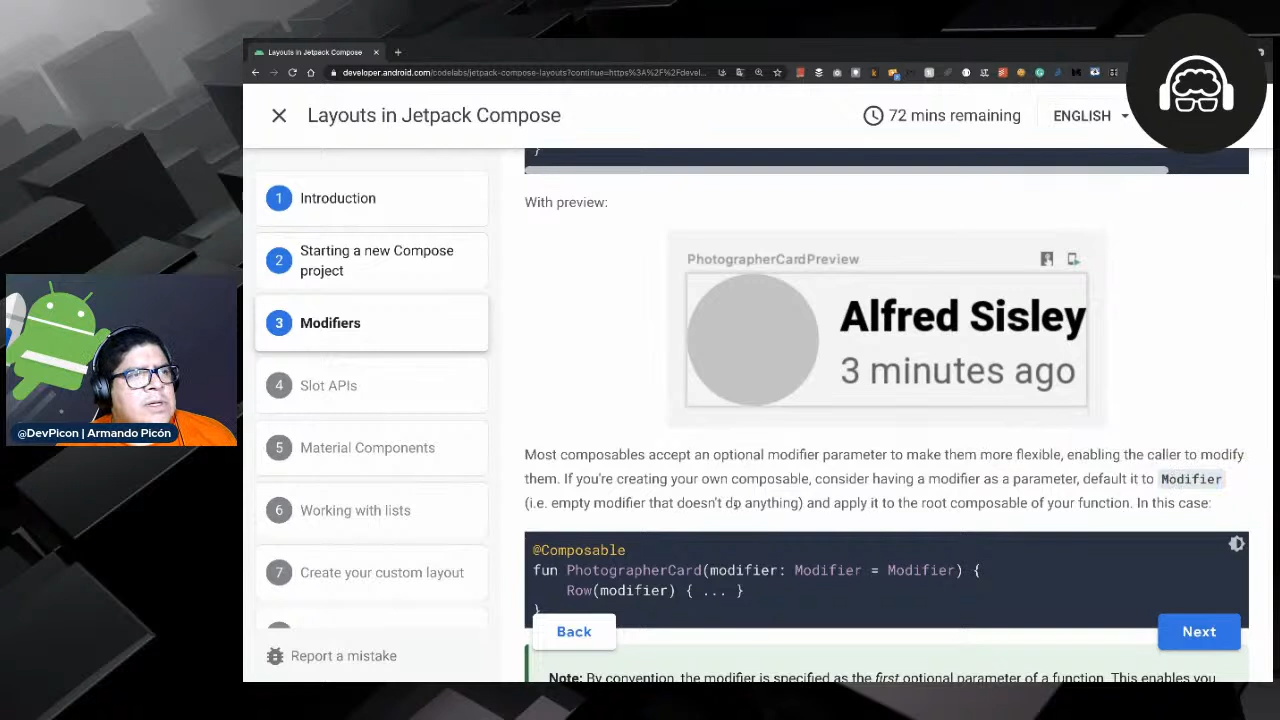 Layouts in Jetpack Compose
developer.android.com/codelabs/jetpack-compose-layouts?continue=https%3A%2F%2Fdevel...
Layouts in Jetpack Compose
72 mins remaining
ENGLISH
1 Introduction
2 Starting a new Compose
project
3 Modifiers
4 Slot APIs
5 Material Components
6 Working with lists
7 Create your custom layout
Report a mistake
}
With preview:
PhotographerCardPreview
Alfred Sisley
3 minutes ago
Most composables accept an optional modifier parameter to make them more flexible, enabling the caller to modify
them. If you're creating your own composable, consider having a modifier as a parameter, default it to Modifier
(i.e. empty modifier that doesn't do anything) and apply it to the root composable of your function. In this case:
@Composable
fun PhotographerCard(modifier: Modifier = Modifier) {
Row(modifier) { ... }
}
Back
Next
Note: By convention, the modifier is specified as the first optional parameter of a function. This enables you
@DevPicon | Armando Picón